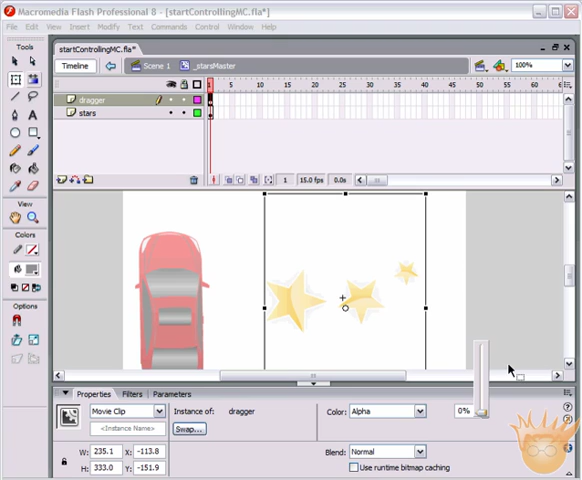 Macromedia Flash Professional 8 - [startControllingMC.fla*]
File Edit View Insert Modify Text Commands Control Window Help
Tools
startControllingMC.fla*
Timeline Scene 1 _starsMaster 100%
1 5 10 15 20 25 30 35 40 45 50 55 60 6
dragger
stars
1 15.0 fps 0.0s
View
Colors
Options
Properties Filters Parameters
Movie Clip Instance of: dragger Color: Alpha 0%
<Instance Name> Swap...
W: 235.1 X: -113.8 Blend: Normal
H: 333.0 Y: -151.9 Use runtime bitmap caching